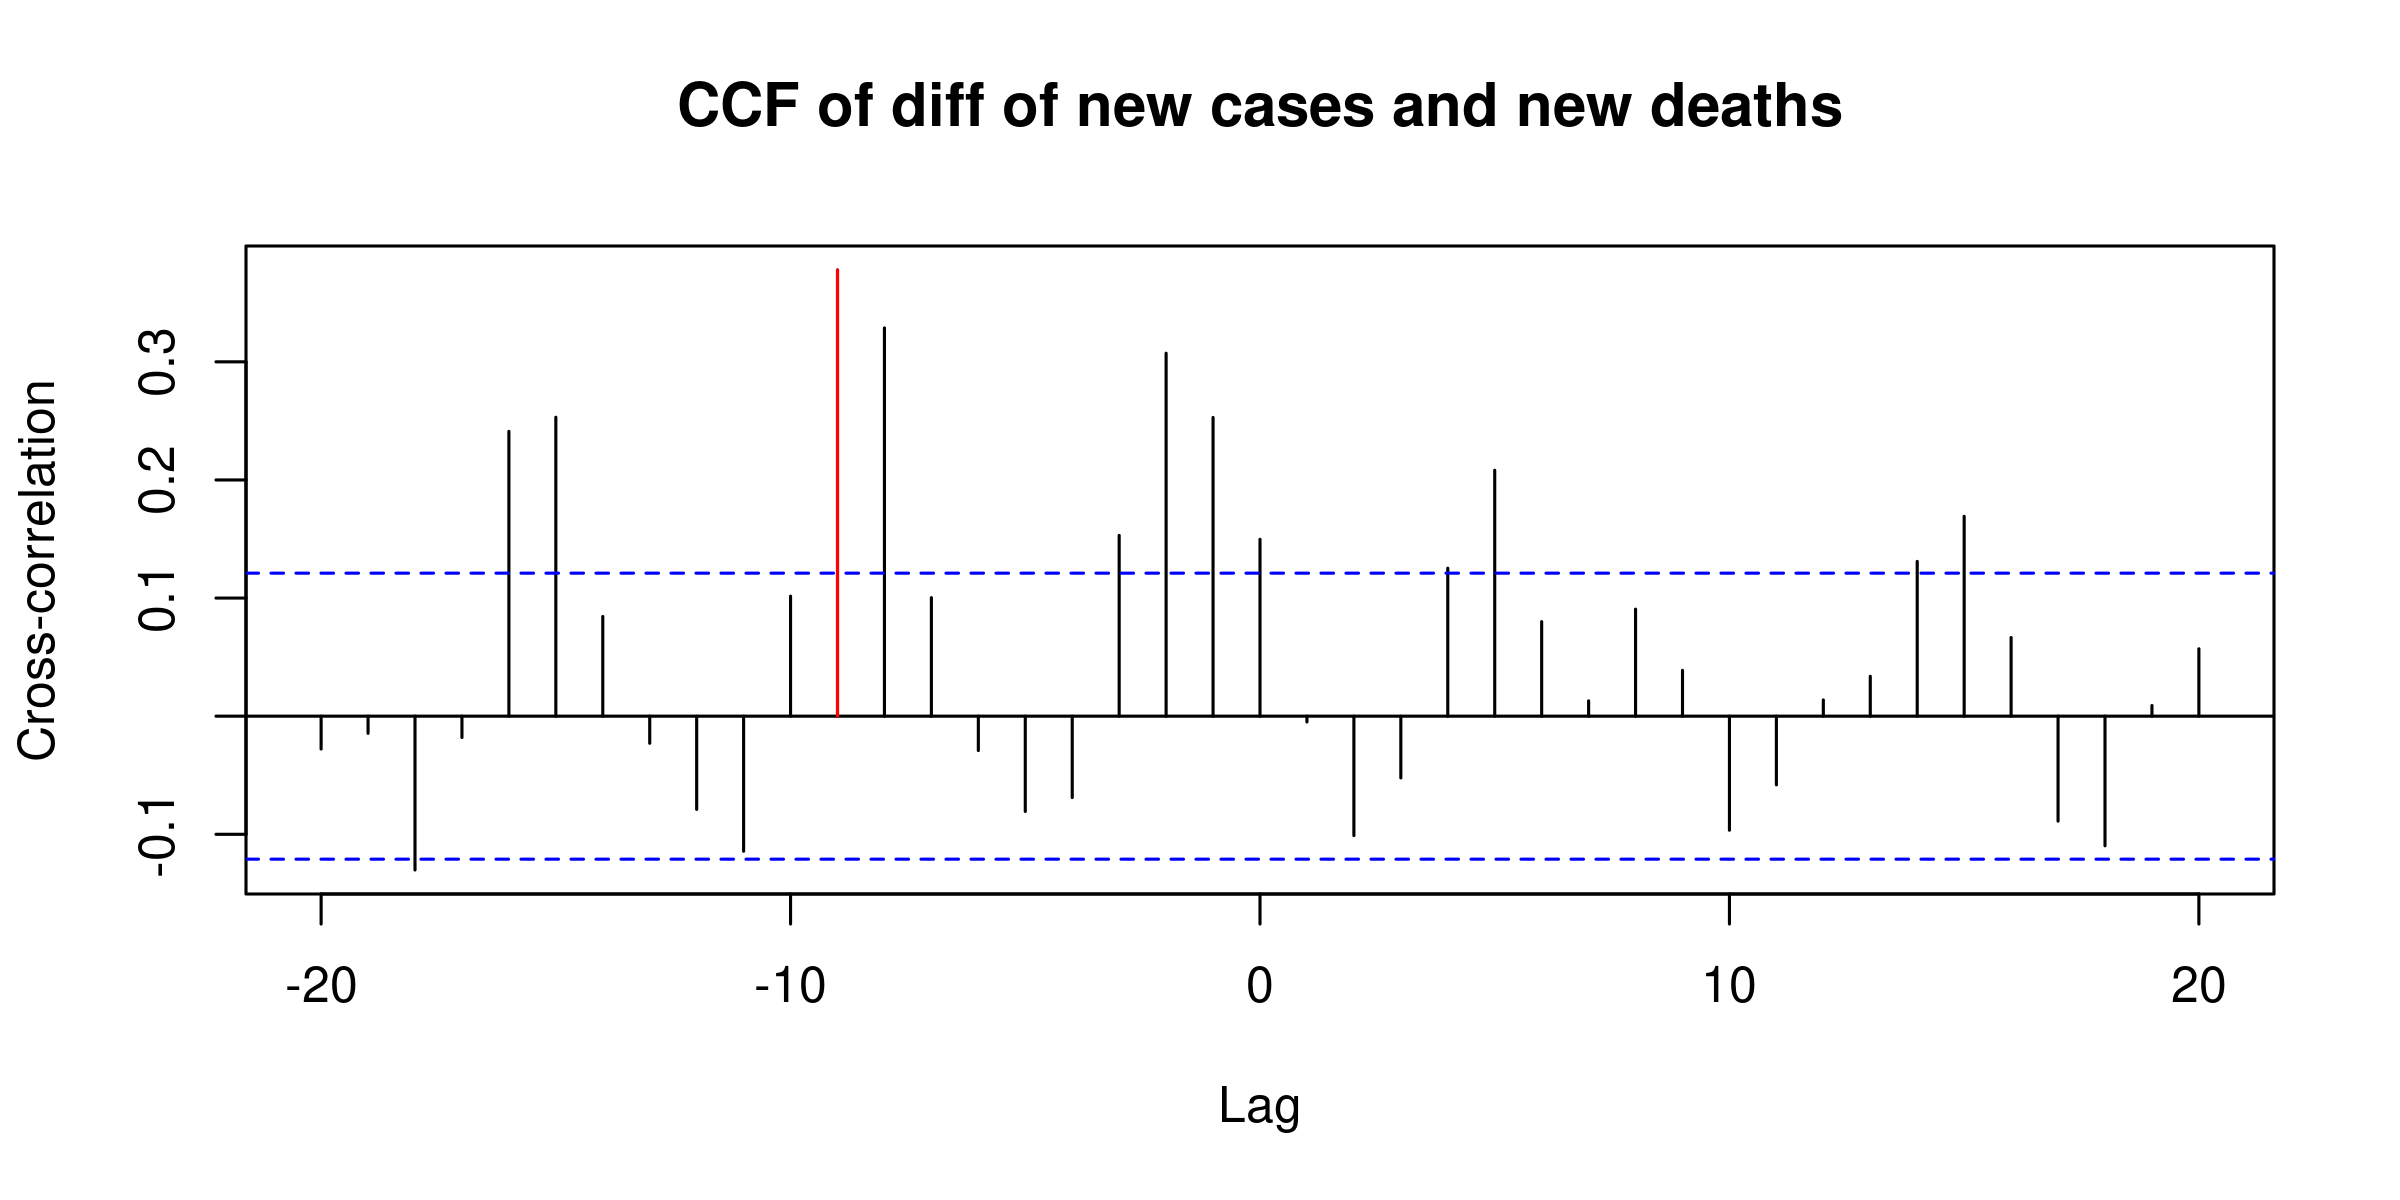 CCF of diff of new cases and new deaths
Cross-correlation
0.3
0.2
0.1
-0.1
-20 -10 0 10 20
Lag